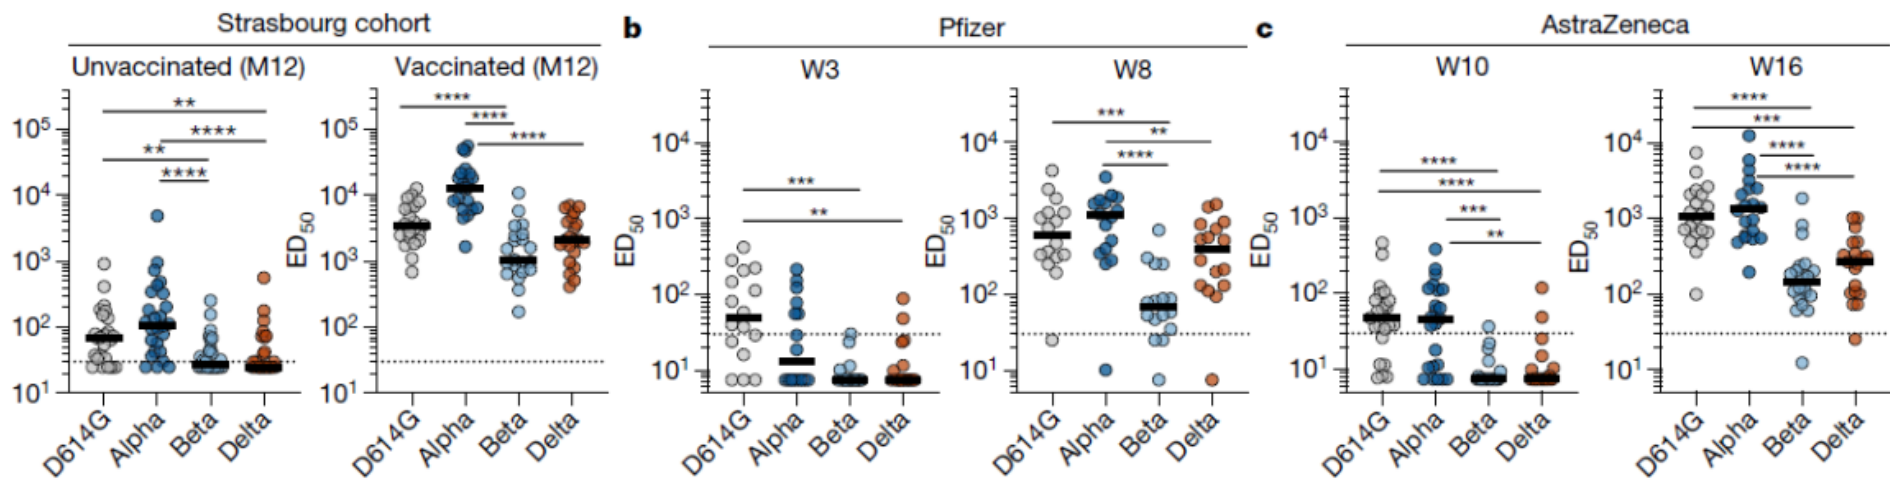 Strasbourg cohort
b
Pfizer
c
AstraZeneca
Unvaccinated (M12)
Vaccinated (M12)
W3
W8
W10
W16
**
****
**
****
10⁵
10⁴
10³
10²
10¹
D614G
Alpha
Beta
Delta
ED₅₀
****
****
****
10⁵
10⁴
10³
10²
10¹
D614G
Alpha
Beta
Delta
ED₅₀
***
**
10⁴
10³
10²
10¹
D614G
Alpha
Beta
Delta
ED₅₀
***
**
****
10⁴
10³
10²
10¹
D614G
Alpha
Beta
Delta
ED₅₀
****
****
***
**
10⁴
10³
10²
10¹
D614G
Alpha
Beta
Delta
ED₅₀
****
***
****
****
10⁴
10³
10²
10¹
D614G
Alpha
Beta
Delta